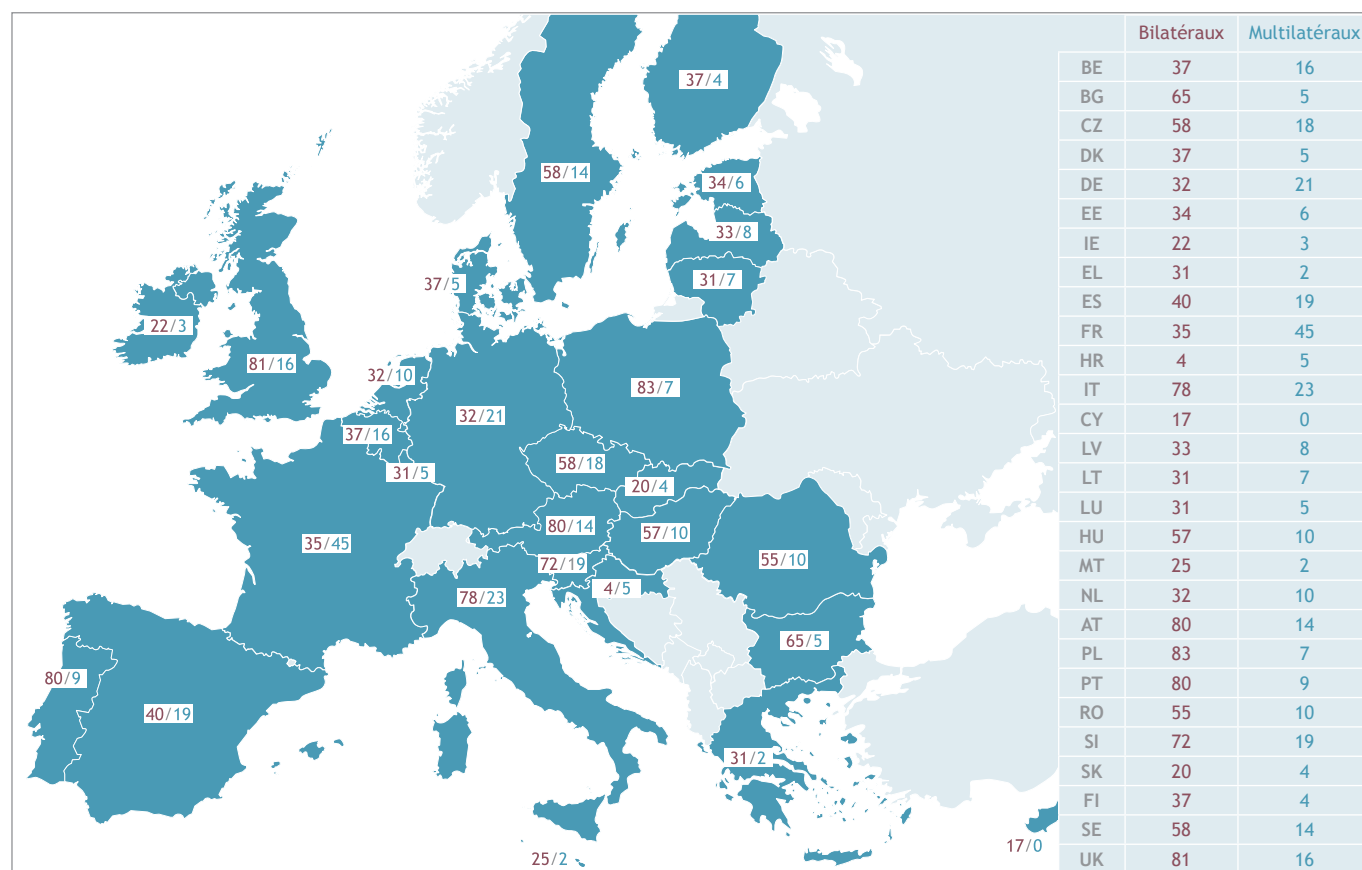 Bilatéraux Multilatéraux
BE 37 16
BG 65 5
CZ 58 18
DK 37 5
DE 32 21
EE 34 6
IE 22 3
EL 31 2
ES 40 19
FR 35 45
HR 4 5
IT 78 23
CY 17 0
LV 33 8
LT 31 7
LU 31 5
HU 57 10
MT 25 2
NL 32 10
AT 80 14
PL 83 7
PT 80 9
RO 55 10
SI 72 19
SK 20 4
FI 37 4
SE 58 14
UK 81 16
37/4
58/14
34/6
33/8
31/7
37/5
22/3
81/16
32/10
83/7
32/21
37/16
58/18
31/5
20/4
80/14
57/10
35/45
72/19
55/10
4/5
78/23
65/5
80/9
40/19
31/2
17/0
25/2